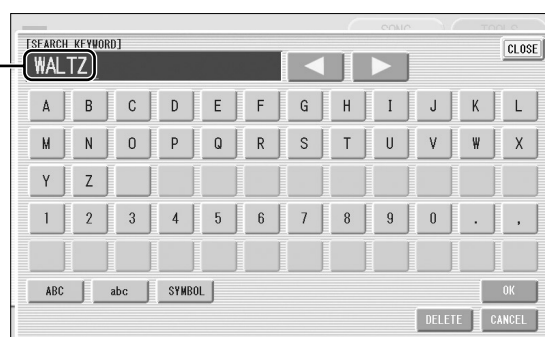 SONG TOOLS
[SEARCH KEYWORD] CLOSE
WALTZ
A B C D E F G H I J K L
M N O P Q R S T U V W X
Y Z
1 2 3 4 5 6 7 8 9 0 . ,
ABC abc SYMBOL OK
DELETE CANCEL